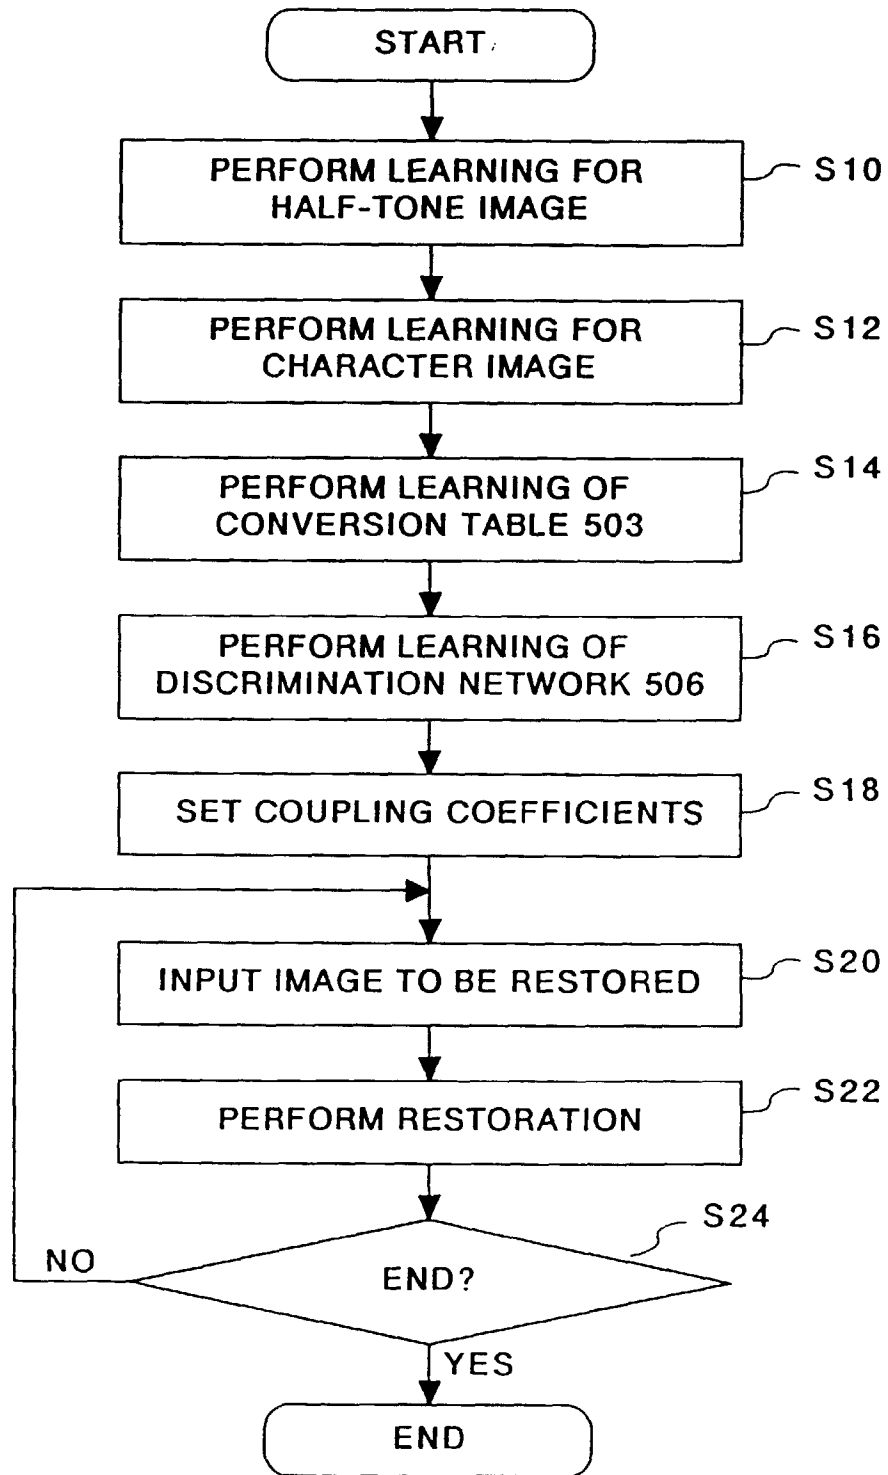 START
PERFORM LEARNING FOR
HALF-TONE IMAGE
S10
PERFORM LEARNING FOR
CHARACTER IMAGE
S12
PERFORM LEARNING OF
CONVERSION TABLE 503
S14
PERFORM LEARNING OF
DISCRIMINATION NETWORK 506
S16
SET COUPLING COEFFICIENTS
S18
INPUT IMAGE TO BE RESTORED
S20
PERFORM RESTORATION
S22
S24
END?
NO
YES
END